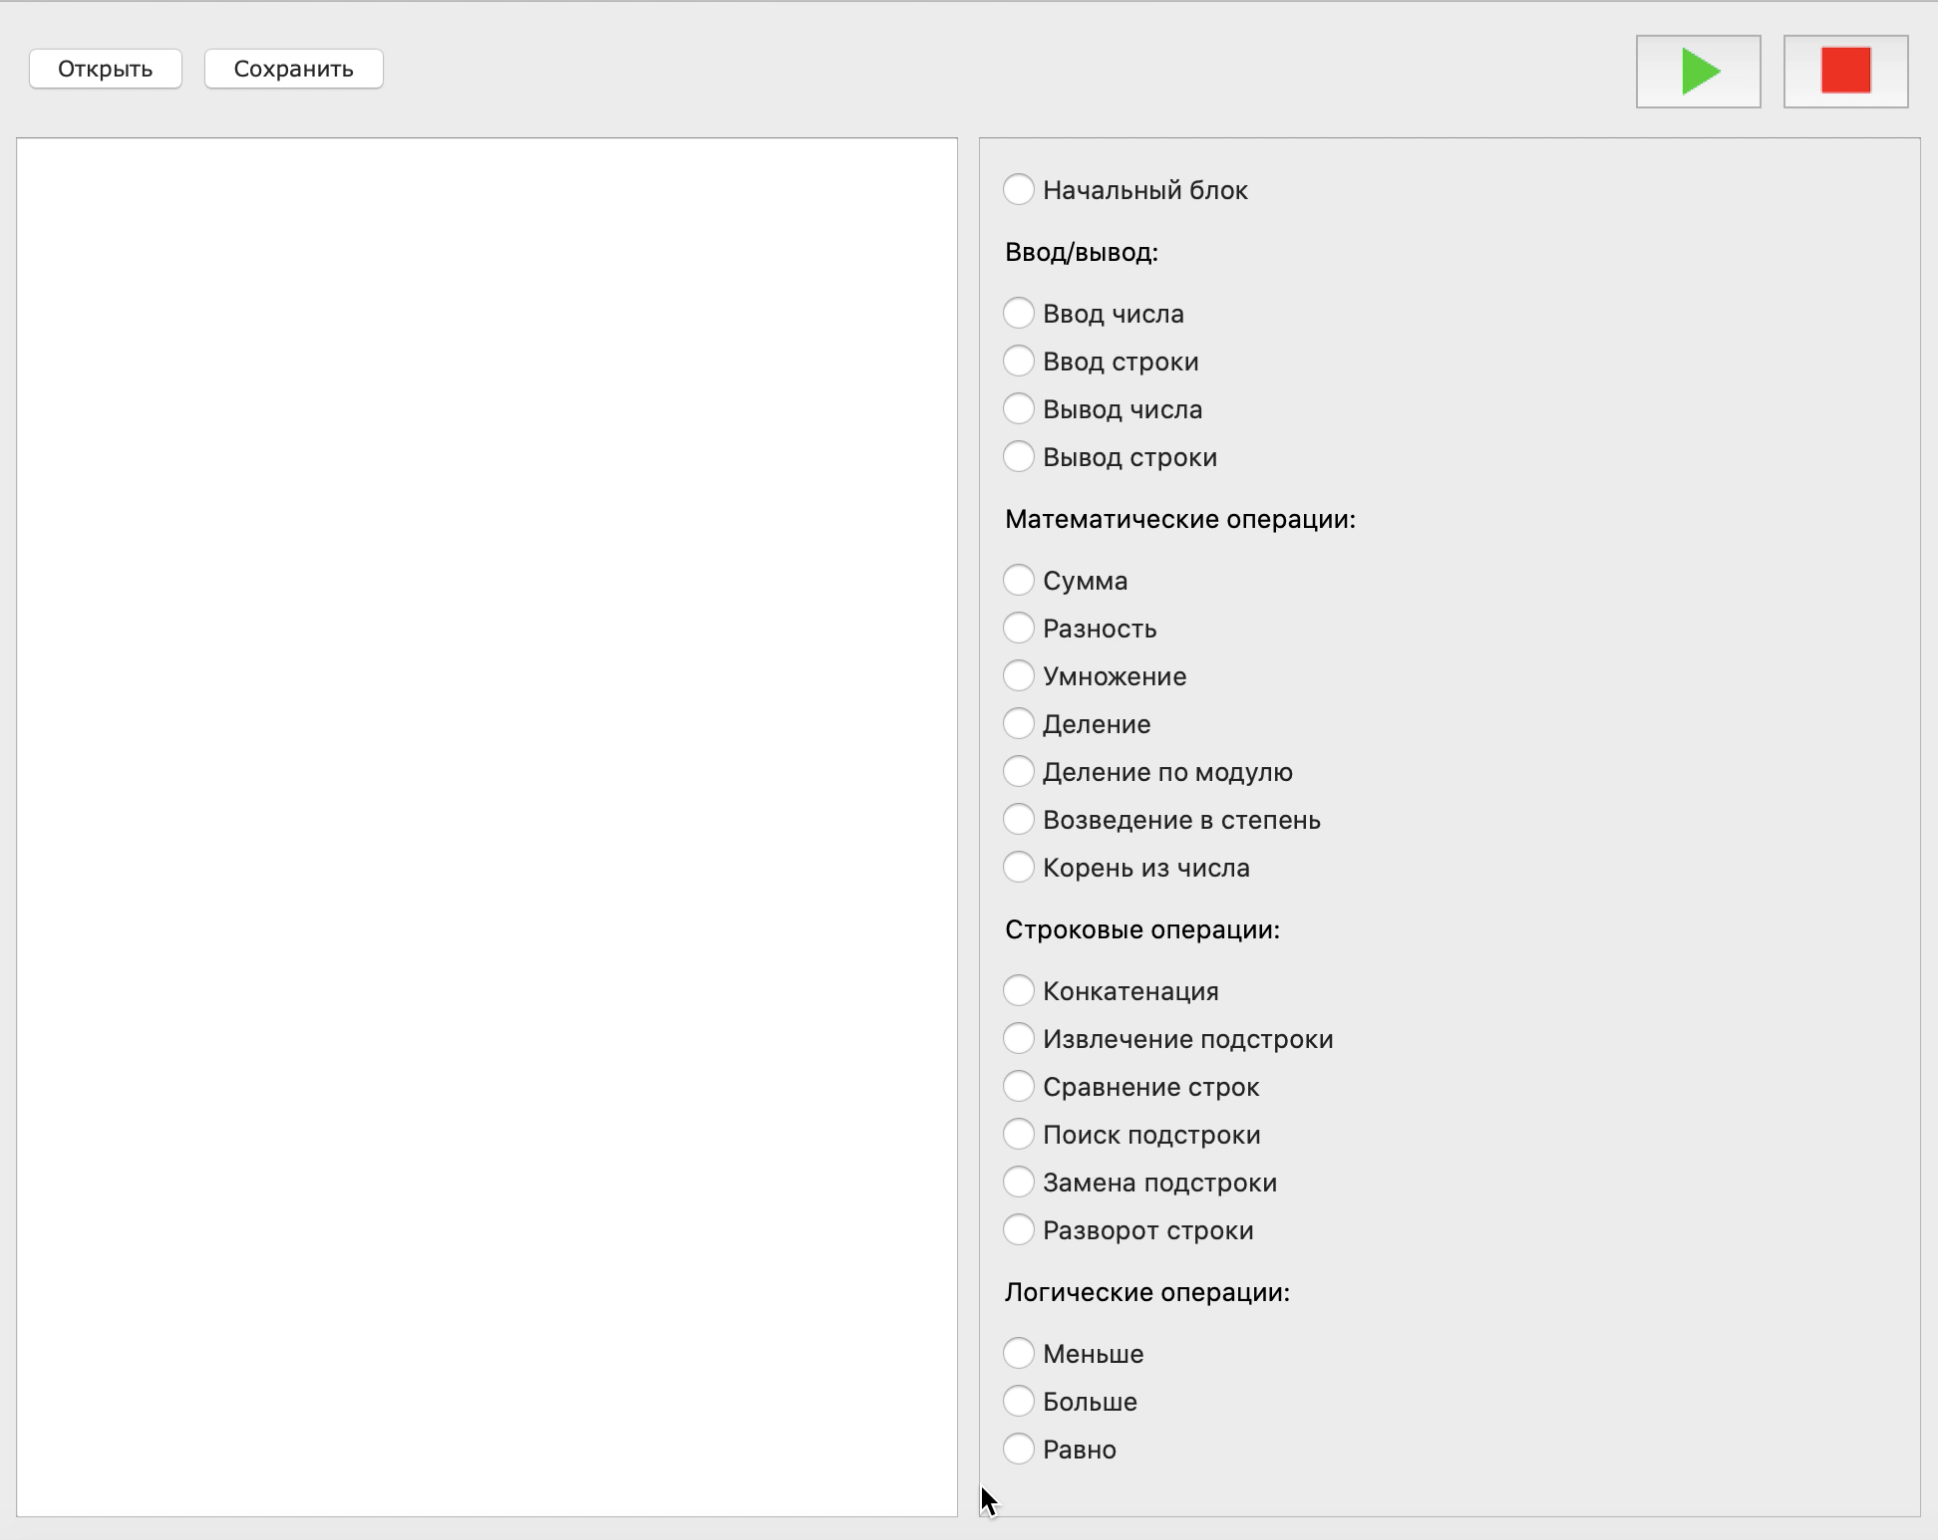 Открыть
Сохранить
Начальный блок
Ввод/вывод:
Ввод числа
Ввод строки
Вывод числа
Вывод строки
Математические операции:
Сумма
Разность
Умножение
Деление
Деление по модулю
Возведение в степень
Корень из числа
Строковые операции:
Конкатенация
Извлечение подстроки
Сравнение строк
Поиск подстроки
Замена подстроки
Разворот строки
Логические операции:
Меньше
Больше
Равно